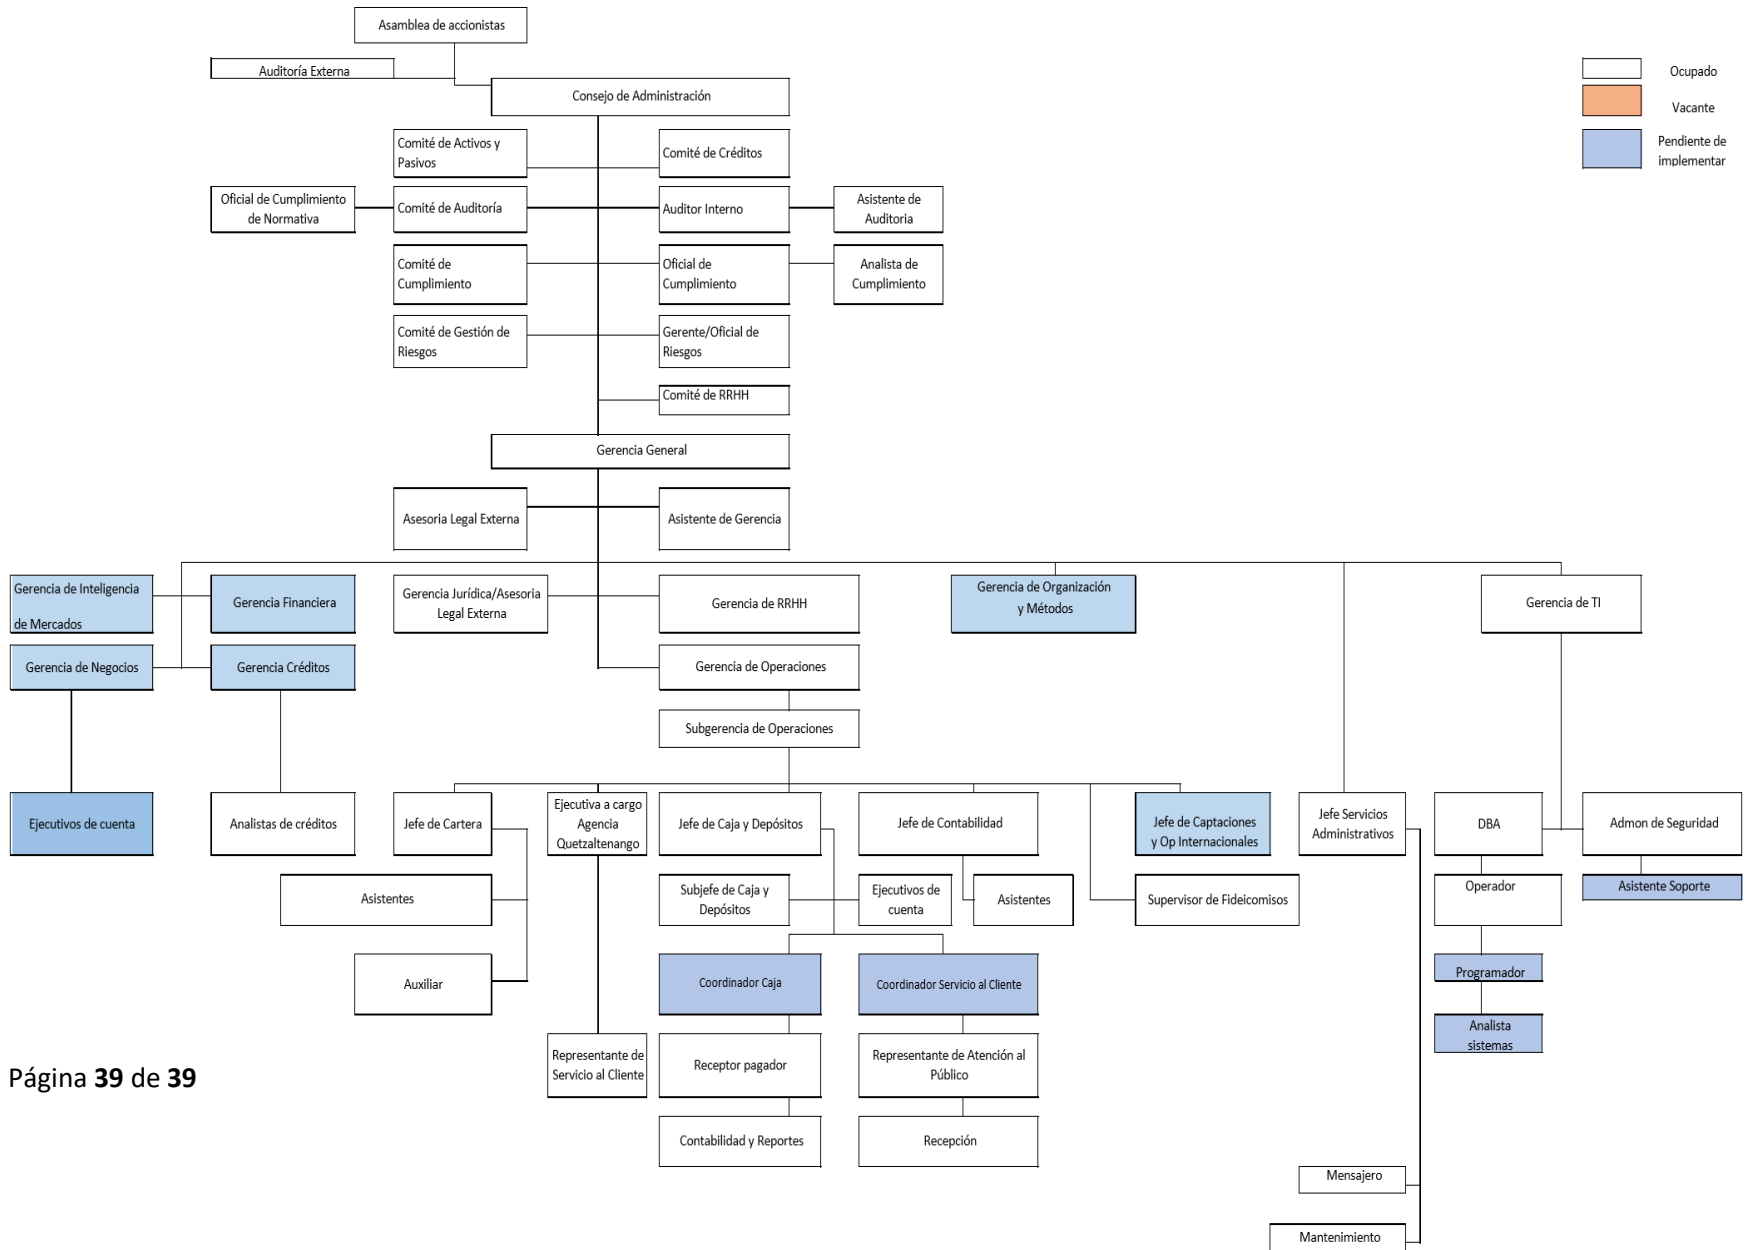 Asamblea de accionistas
Auditoría Externa
Consejo de Administración
Ocupado
Vacante
Pendiente de
implementar
Comité de Activos y
Pasivos
Comité de Créditos
Oficial de Cumplimiento
de Normativa
Comité de Auditoría
Auditor Interno
Asistente de
Auditoria
Comité de
Cumplimiento
Oficial de
Cumplimiento
Analista de
Cumplimiento
Comité de Gestión de
Riesgos
Gerente/Oficial de
Riesgos
Comité de RRHH
Gerencia General
Asesoria Legal Externa
Asistente de Gerencia
Gerencia de Inteligencia
de Mercados
Gerencia Financiera
Gerencia Jurídica/Asesoria
Legal Externa
Gerencia de RRHH
Gerencia de Organización
y Métodos
Gerencia de TI
Gerencia de Negocios
Gerencia Créditos
Gerencia de Operaciones
Subgerencia de Operaciones
Ejecutivos de cuenta
Analistas de créditos
Jefe de Cartera
Ejecutiva a cargo
Agencia
Quetzaltenango
Jefe de Caja y Depósitos
Jefe de Contabilidad
Jefe de Captaciones
y Op Internacionales
Jefe Servicios
Administrativos
DBA
Admon de Seguridad
Asistentes
Subjefe de Caja y
Depósitos
Ejecutivos de
cuenta
Asistentes
Supervisor de Fideicomisos
Operador
Asistente Soporte
Auxiliar
Coordinador Caja
Coordinador Servicio al Cliente
Programador
Analista
sistemas
Representante de
Servicio al Cliente
Receptor pagador
Representante de Atención al
Público
Página 39 de 39
Contabilidad y Reportes
Recepción
Mensajero
Mantenimiento